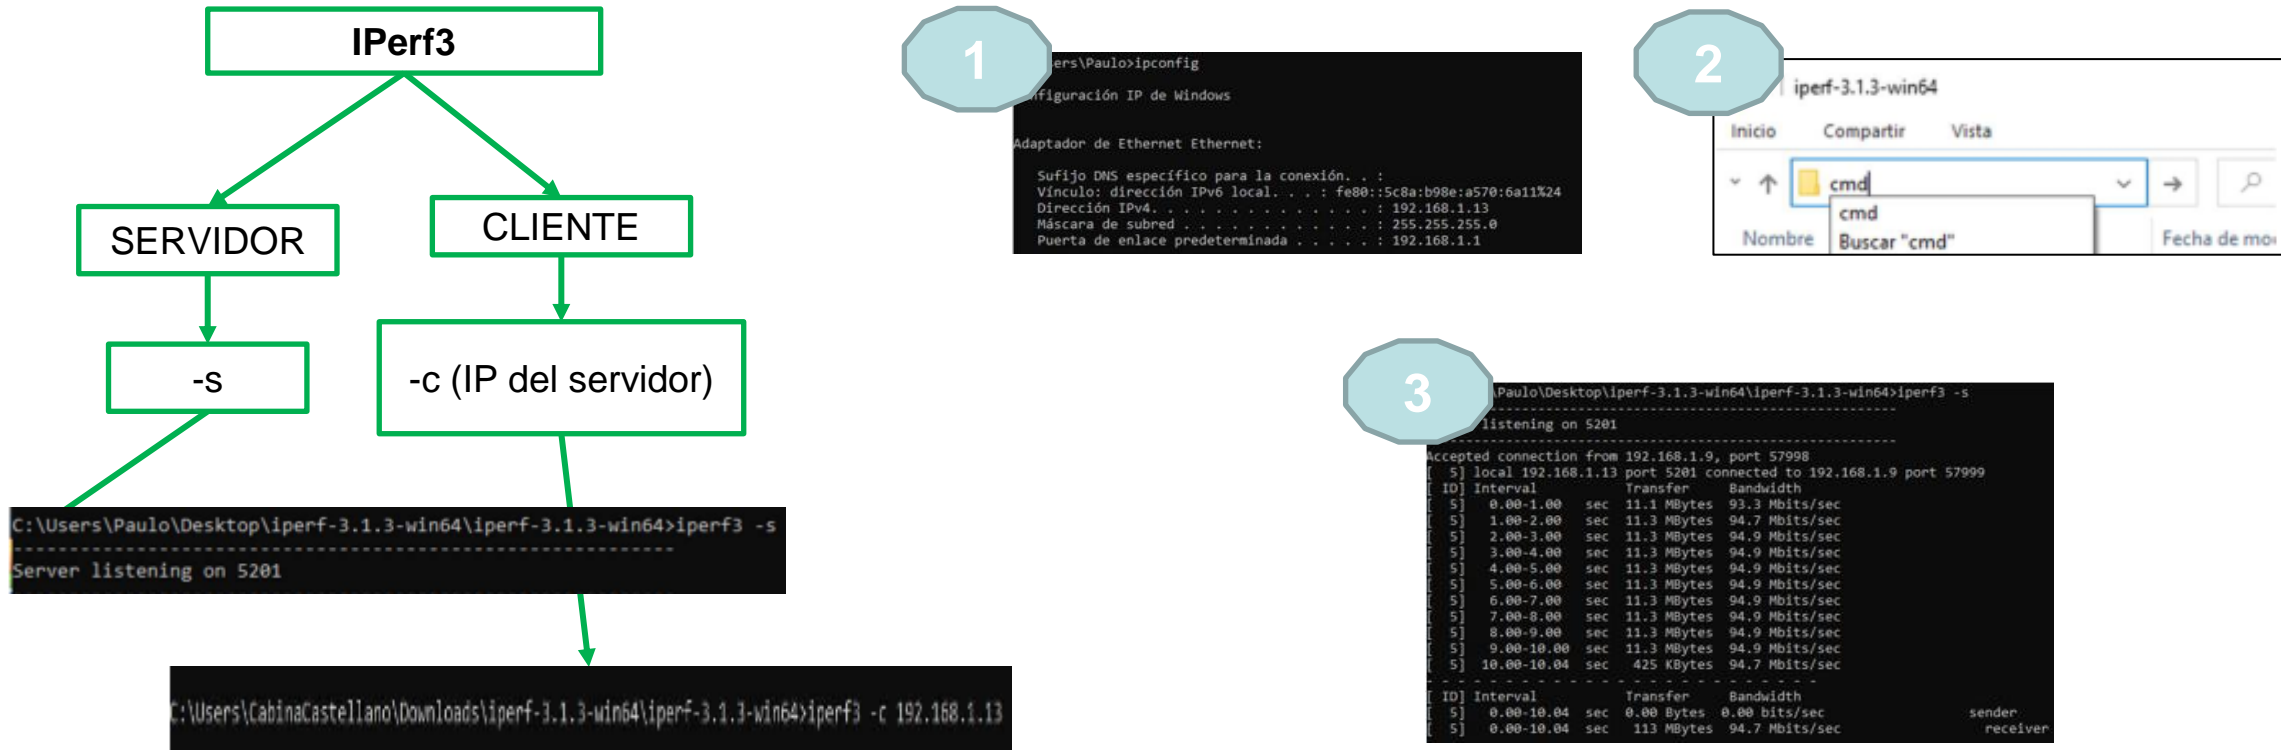 IPerf3
SERVIDOR
CLIENTE
-s
-c (IP del servidor)
C:\Users\Paulo\Desktop\iperf-3.1.3-win64\iperf-3.1.3-win64>iperf3 -s
-----------------------------------------------------------
Server listening on 5201
C:\Users\CabinaCastellano\Downloads\iperf-3.1.3-win64\iperf-3.1.3-win64>iperf3 -c 192.168.1.13
1
ers\Paulo>ipconfig
figuración IP de Windows
Adaptador de Ethernet Ethernet:
Sufijo DNS específico para la conexión. . :
Vínculo: dirección IPv6 local. . . : fe80::5c8a:b98e:a570:6a11%24
Dirección IPv4. . . . . . . . . . . . . . : 192.168.1.13
Máscara de subred . . . . . . . . . . . . : 255.255.255.0
Puerta de enlace predeterminada . . . . . : 192.168.1.1
2
iperf-3.1.3-win64
Inicio Compartir Vista
cmd
cmd
Nombre Buscar "cmd" Fecha de mo
3
\Paulo\Desktop\iperf-3.1.3-win64\iperf-3.1.3-win64>iperf3 -s
-----------------------------------------------------------
listening on 5201
-----------------------------------------------------------
Accepted connection from 192.168.1.9, port 57998
[  5] local 192.168.1.13 port 5201 connected to 192.168.1.9 port 57999
[ ID] Interval Transfer Bandwidth
[  5] 0.00-1.00 sec 11.1 MBytes 93.3 Mbits/sec
[  5] 1.00-2.00 sec 11.3 MBytes 94.7 Mbits/sec
[  5] 2.00-3.00 sec 11.3 MBytes 94.9 Mbits/sec
[  5] 3.00-4.00 sec 11.3 MBytes 94.9 Mbits/sec
[  5] 4.00-5.00 sec 11.3 MBytes 94.9 Mbits/sec
[  5] 5.00-6.00 sec 11.3 MBytes 94.9 Mbits/sec
[  5] 6.00-7.00 sec 11.3 MBytes 94.9 Mbits/sec
[  5] 7.00-8.00 sec 11.3 MBytes 94.9 Mbits/sec
[  5] 8.00-9.00 sec 11.3 MBytes 94.9 Mbits/sec
[  5] 9.00-10.00 sec 11.3 MBytes 94.9 Mbits/sec
[  5] 10.00-10.04 sec 425 KBytes 94.7 Mbits/sec
- - - - - - - - - - - - - - - - - - - - - - - - -
[ ID] Interval Transfer Bandwidth
[  5] 0.00-10.04 sec 0.00 Bytes 0.00 bits/sec sender
[  5] 0.00-10.04 sec 113 MBytes 94.7 Mbits/sec receiver